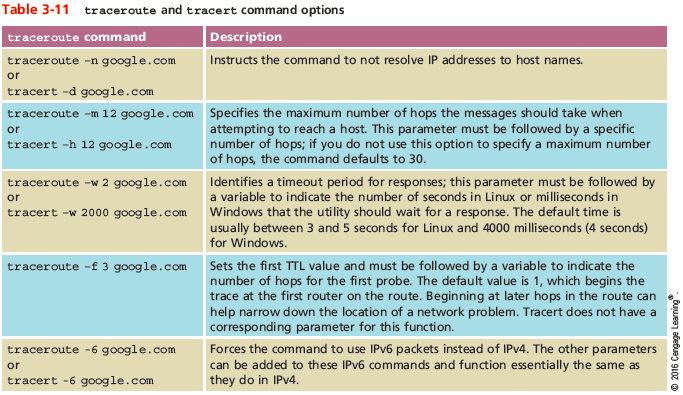 Table 3-11 traceroute and tracert command options
traceroute command
Description
traceroute –n google.com
or
tracert –d google.com
Instructs the command to not resolve IP addresses to host names.
traceroute –m 12 google.com
or
tracert –h 12 google.com
Specifies the maximum number of hops the messages should take when
attempting to reach a host. This parameter must be followed by a specific
number of hops; if you do not use this option to specify a maximum number
of hops, the command defaults to 30.
traceroute –w 2 google.com
or
tracert –w 2000 google.com
Identifies a timeout period for responses; this parameter must be followed by
a variable to indicate the number of seconds in Linux or milliseconds in
Windows that the utility should wait for a response. The default time is
usually between 3 and 5 seconds for Linux and 4000 milliseconds (4 seconds)
for Windows.
traceroute –f 3 google.com
Sets the first TTL value and must be followed by a variable to indicate the
number of hops for the first probe. The default value is 1, which begins the
trace at the first router on the route. Beginning at later hops in the route can
help narrow down the location of a network problem. Tracert does not have a
corresponding parameter for this function.
traceroute –6 google.com
or
tracert –6 google.com
Forces the command to use IPv6 packets instead of IPv4. The other parameters
can be added to these IPv6 commands and function essentially the same as
they do in IPv4.
© 2016 Cengage Learning®.